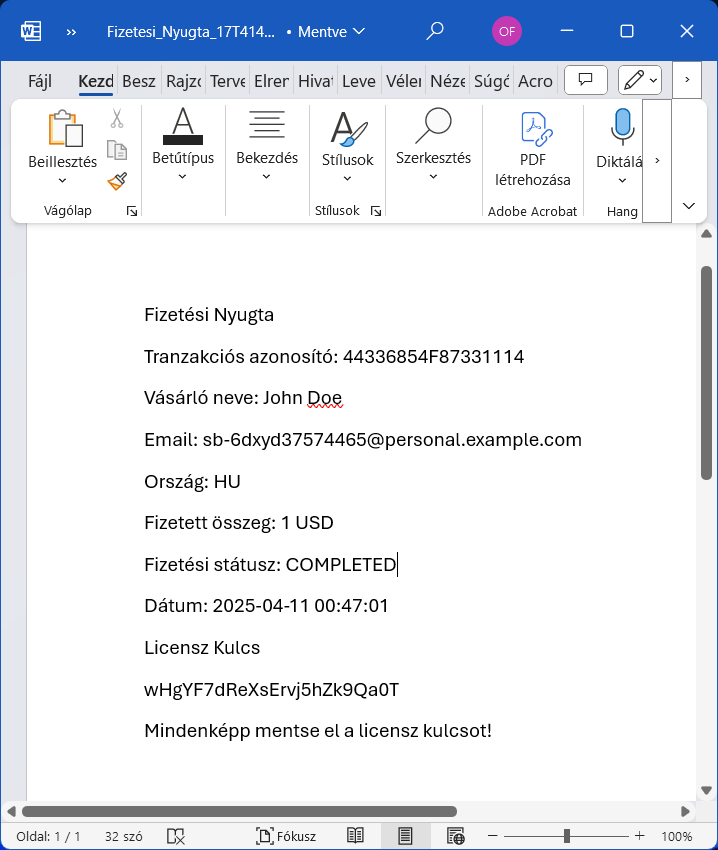 Fizetesi_Nyugta_17T414... • Mentve
OF
Fájl
Kezd
Besz
Rajzo
Terve
Elren
Hivat
Leve
Vélen
Néze
Súgó
Acro
Beillesztés
Betűtípus
Bekezdés
Stílusok
Szerkesztés
PDF
létrehozása
Diktálá
Vágólap
Stílusok
Adobe Acrobat
Hang
Fizetési Nyugta
Tranzakciós azonosító: 44336854F87331114
Vásárló neve: John Doe
Email: sb-6dxyd37574465@personal.example.com
Ország: HU
Fizetett összeg: 1 USD
Fizetési státusz: COMPLETED
Dátum: 2025-04-11 00:47:01
Licensz Kulcs
wHgYF7dReXsErvj5hZk9Qa0T
Mindenképp mentse el a licensz kulcsot!
Oldal: 1 / 1
32 szó
Fókusz
100%